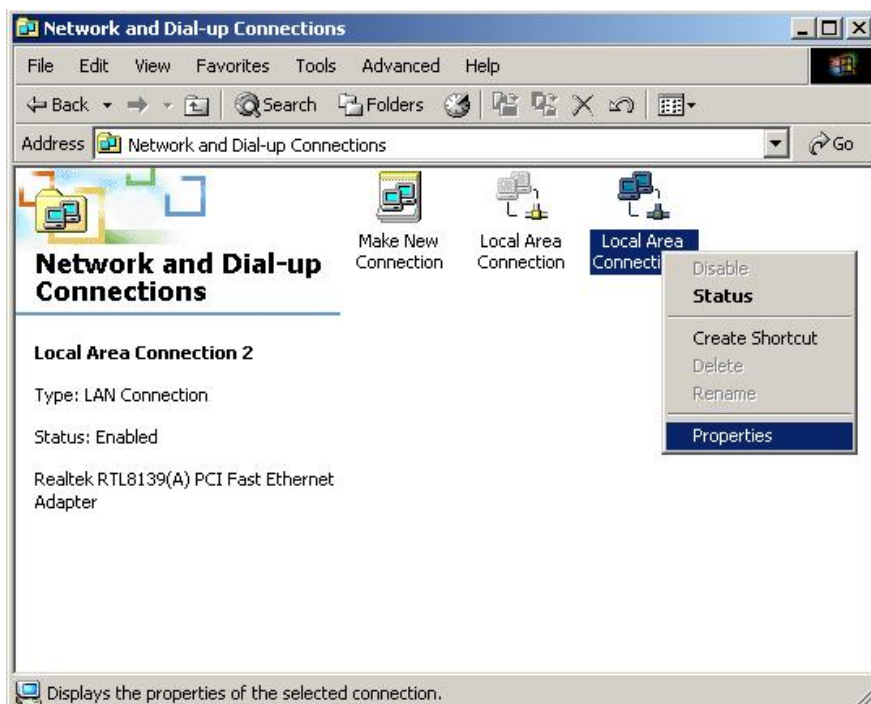 Network and Dial-up Connections
File Edit View Favorites Tools Advanced Help
Back Search Folders
Address Network and Dial-up Connections Go
Make New
Connection
Local Area
Connection
Local Area
Network and Dial-up
Connections
Local Area Connection 2
Type: LAN Connection
Status: Enabled
Realtek RTL8139(A) PCI Fast Ethernet
Adapter
Disable
Status
Create Shortcut
Delete
Rename
Properties
Displays the properties of the selected connection.